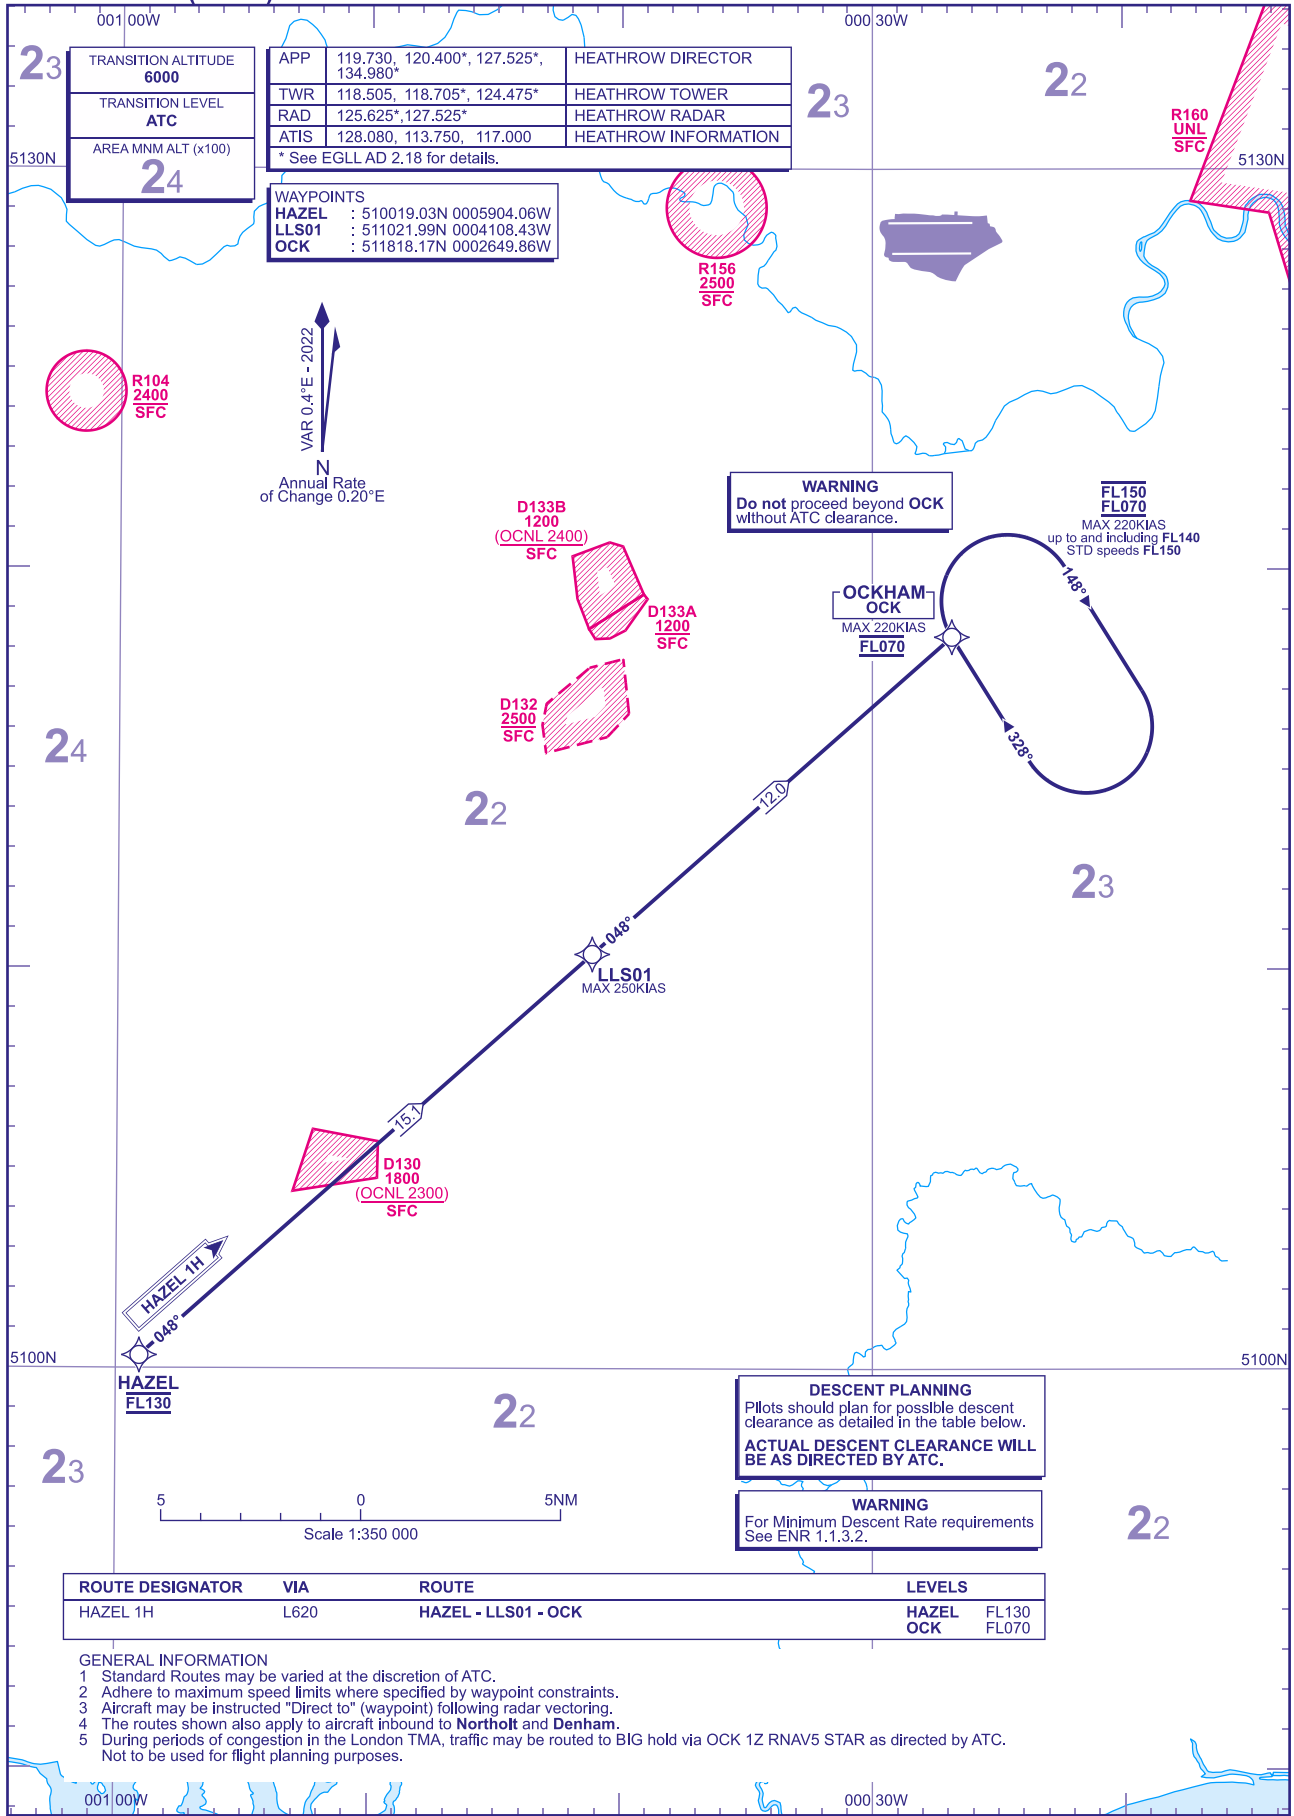 001 00W
000 30W
TRANSITION ALTITUDE
6000
TRANSITION LEVEL
ATC
AREA MNM ALT (x100)
24
APP 119.730, 120.400*, 127.525*, 134.980* HEATHROW DIRECTOR
TWR 118.505, 118.705*, 124.475* HEATHROW TOWER
RAD 125.625*,127.525* HEATHROW RADAR
ATIS 128.080, 113.750, 117.000 HEATHROW INFORMATION
* See EGLL AD 2.18 for details.
23
23
22
R160
UNL
SFC
5130N
5130N
WAYPOINTS
HAZEL : 510019.03N 0005904.06W
LLS01 : 511021.99N 0004108.43W
OCK : 511818.17N 0002649.86W
R156
2500
SFC
R104
2400
SFC
VAR 0.4°E - 2022
N
Annual Rate
of Change 0.20°E
WARNING
Do not proceed beyond OCK
without ATC clearance.
FL150
FL070
MAX 220KIAS
up to and including FL140
STD speeds FL150
D133B
1200
(OCNL 2400)
SFC
D133A
1200
SFC
148°
OCKHAM
OCK
MAX 220KIAS
FL070
D132
2500
SFC
328°
24
22
12.0
23
048°
LLS01
MAX 250KIAS
15.1
D130
1800
(OCNL 2300)
SFC
HAZEL 1H
048°
5100N
5100N
HAZEL
FL130
22
DESCENT PLANNING
Pilots should plan for possible descent
clearance as detailed in the table below.
ACTUAL DESCENT CLEARANCE WILL
BE AS DIRECTED BY ATC.
23
5 0 5NM
Scale 1:350 000
WARNING
For Minimum Descent Rate requirements
See ENR 1.1.3.2.
22
ROUTE DESIGNATOR VIA ROUTE LEVELS
HAZEL 1H L620 HAZEL - LLS01 - OCK HAZEL FL130
OCK FL070
GENERAL INFORMATION
1 Standard Routes may be varied at the discretion of ATC.
2 Adhere to maximum speed limits where specified by waypoint constraints.
3 Aircraft may be instructed "Direct to" (waypoint) following radar vectoring.
4 The routes shown also apply to aircraft inbound to Northolt and Denham.
5 During periods of congestion in the London TMA, traffic may be routed to BIG hold via OCK 1Z RNAV5 STAR as directed by ATC.
Not to be used for flight planning purposes.
001 00W
000 30W